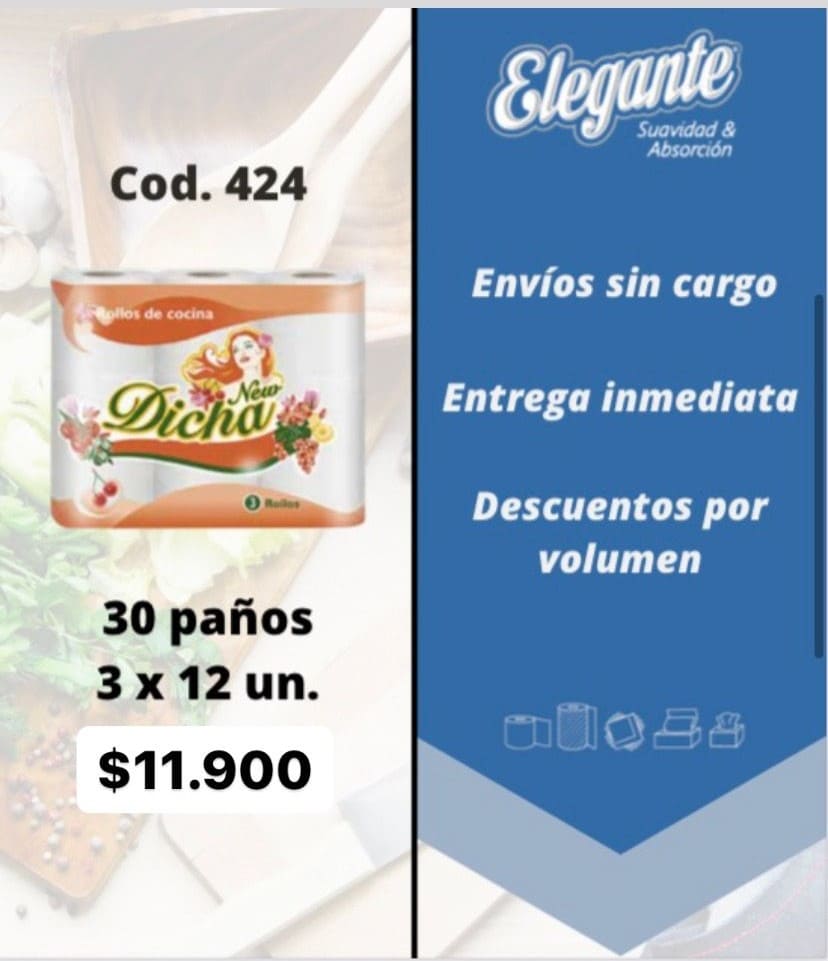 Cod. 424
Rollos de cocina
New
Dicha
3 Rollos
30 paños
3 x 12 un.
$11.900
Elegante
Suavidad &
Absorción
Envíos sin cargo
Entrega inmediata
Descuentos por
volumen